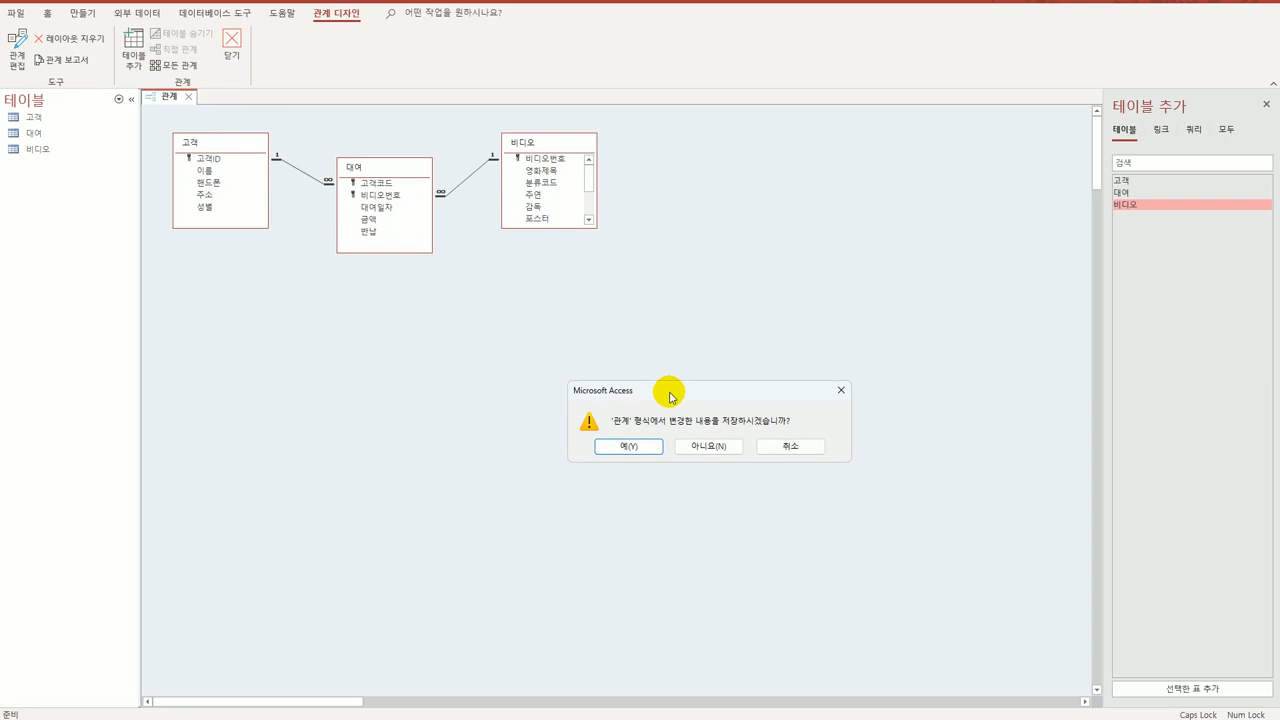 파일 홈 만들기 외부 데이터 데이터베이스 도구 도움말 관계 디자인 어떤 작업을 원하시나요?
관계 편집
레이아웃 지우기
관계 보고서
도구
테이블 추가
테이블 숨기기
직접 관계
모든 관계
닫기
관계
테이블
고객
대여
비디오
관계
고객
고객ID
이름
핸드폰
주소
성별
1
∞
대여
고객코드
비디오번호
대여일자
금액
반납
∞
1
비디오
비디오번호
영화제목
분류코드
주연
감독
포스터
Microsoft Access
'관계' 형식에서 변경한 내용을 저장하시겠습니까?
예(Y) 아니요(N) 취소
테이블 추가
테이블 링크 쿼리 모두
검색
고객
대여
비디오
선택한 표 추가
준비
Caps Lock Num Lock